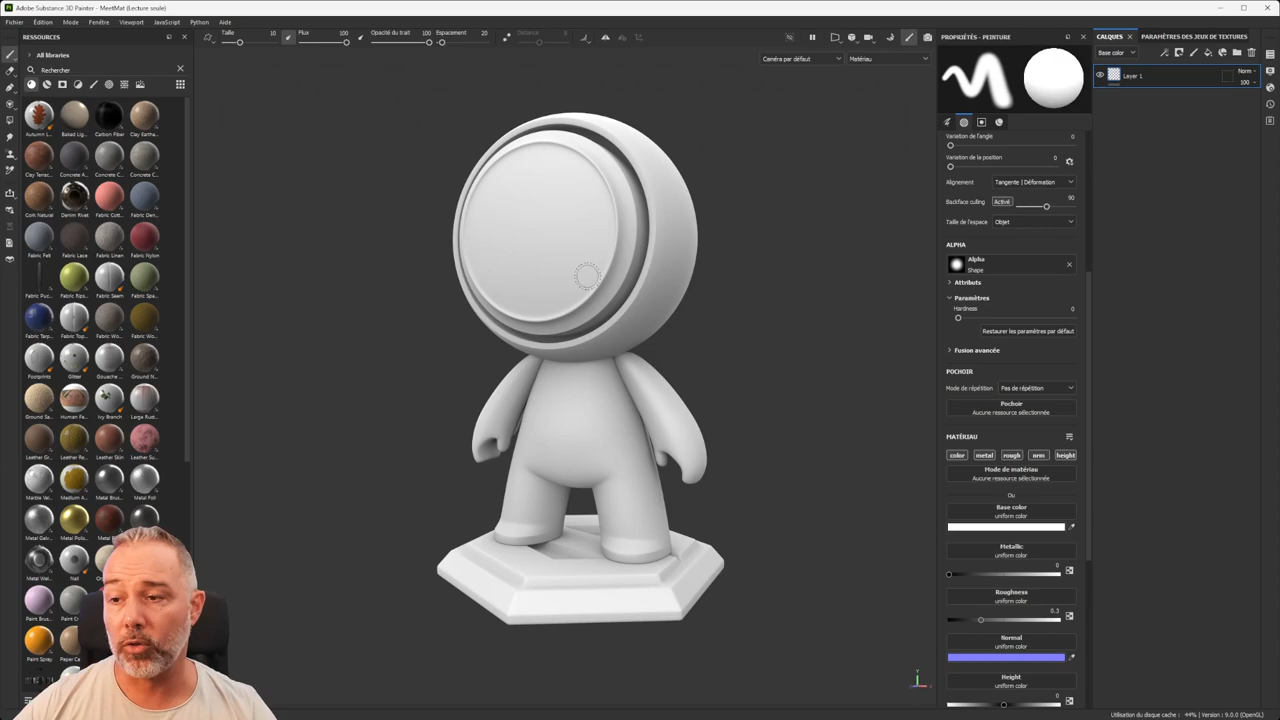 Adobe Substance 3D Painter - MeetMat (Lecture seule)
Fichier Édition Mode Fenêtre Viewport JavaScript Python Aide
Taille 10 Flux 100 Opacité du trait 100 Espacement 20 Distance 8
RESSOURCES
All libraries
Rechercher
Autumn L... Baked Lig... Carbon Fiber Clay Eartha...
Clay Terrac... Concrete A... Concrete ... Concrete ...
Corn Natural Denim Rivet Fabric Cott... Fabric Den...
Fabric Felt Fabric Lace Fabric Linen Fabric Nylon
Fabric Puc... Fabric Rips... Fabric Seam Fabric Spa...
Fabric Tarp... Fabric Top... Fabric Wo... Fabric Wo...
Footprints Glitter Gouache ... Ground N...
Ground Sa... Human Fa... Ivy Branch Large Rust...
Leather Gr... Leather Gr... Leather Skin Leather Su...
Marble Vei... Medium A... Metal Brus... Metal Foil
Metal Galv... Metal Pol...
Metal Wel... Nail
Paint Brus...
Paint Spray Paper Ca...
Caméra par défaut Matériau
Y
PROPRIÉTÉS - PEINTURE
Variation de l'angle 0
Variation de la position 0
Alignement Tangente | Déformation
Backface culling Activé 90
Taille de l'espace Objet
ALPHA
Alpha
Shape
Attributs
Paramètres
Hardness 0
Restaurer les paramètres par défaut
Fusion avancée
POCHOIR
Mode de répétition Pas de répétition
Pochoir
Aucune ressource sélectionnée
MATÉRIAU
color metal rough nrm height
Mode de matériau
Aucune ressource sélectionnée
Ou
Base color
uniform color
Metallic
uniform color
0
Roughness
uniform color
0.3
Normal
uniform color
Height
uniform color
0
CALQUES PARAMÈTRES DES JEUX DE TEXTURES
Base color
Layer 1 Norm
100
Utilisation du disque cache : 44% | Version : 9.0.0 (OpenGL)